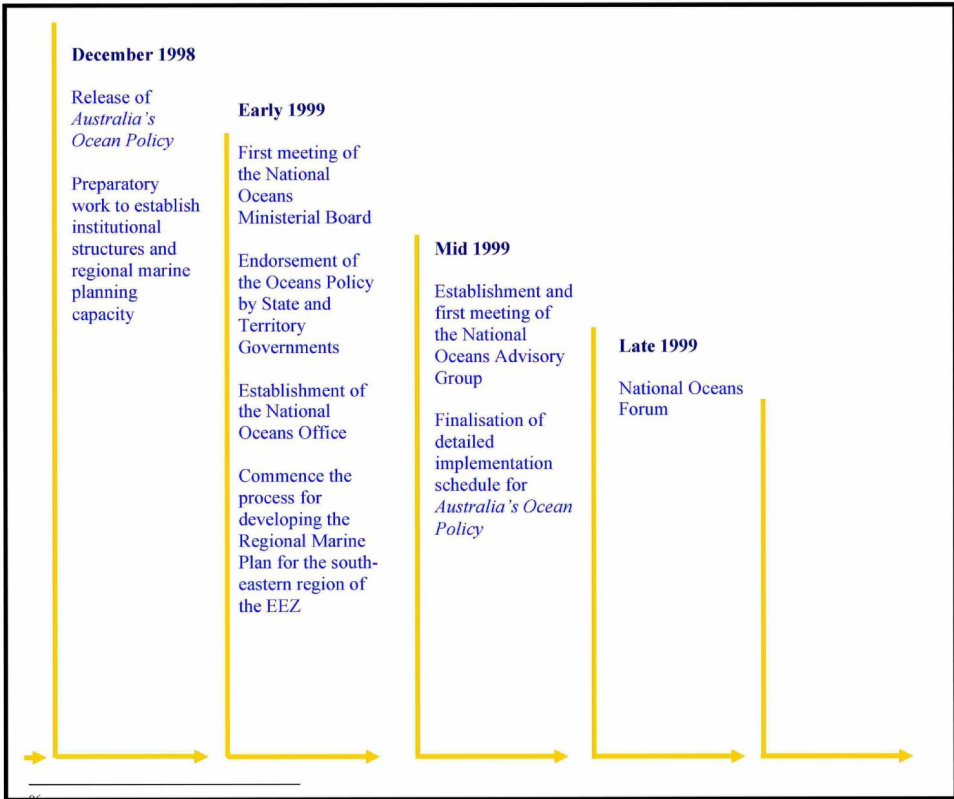 December 1998
Release of
Australia's
Ocean Policy
Preparatory
work to establish
institutional
structures and
regional marine
planning
capacity
Early 1999
First meeting of
the National
Oceans
Ministerial Board
Endorsement of
the Oceans Policy
by State and
Territory
Governments
Establishment of
the National
Oceans Office
Commence the
process for
developing the
Regional Marine
Plan for the south-
eastern region of
the EEZ
Mid 1999
Establishment and
first meeting of
the National
Oceans Advisory
Group
Finalisation of
detailed
implementation
schedule for
Australia's Ocean
Policy
Late 1999
National Oceans
Forum